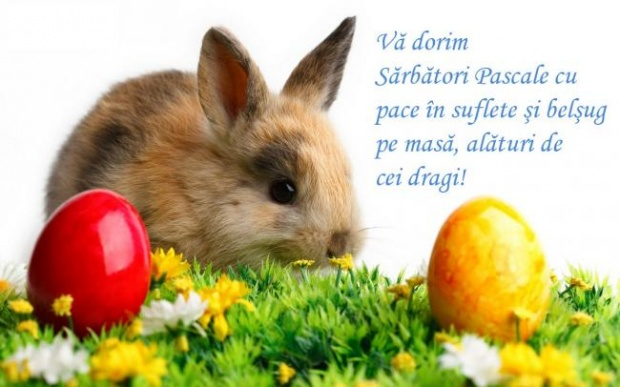 Vă dorim
Sărbători Pascale cu
pace în suflete şi belşug
pe masă, alături de
cei dragi!